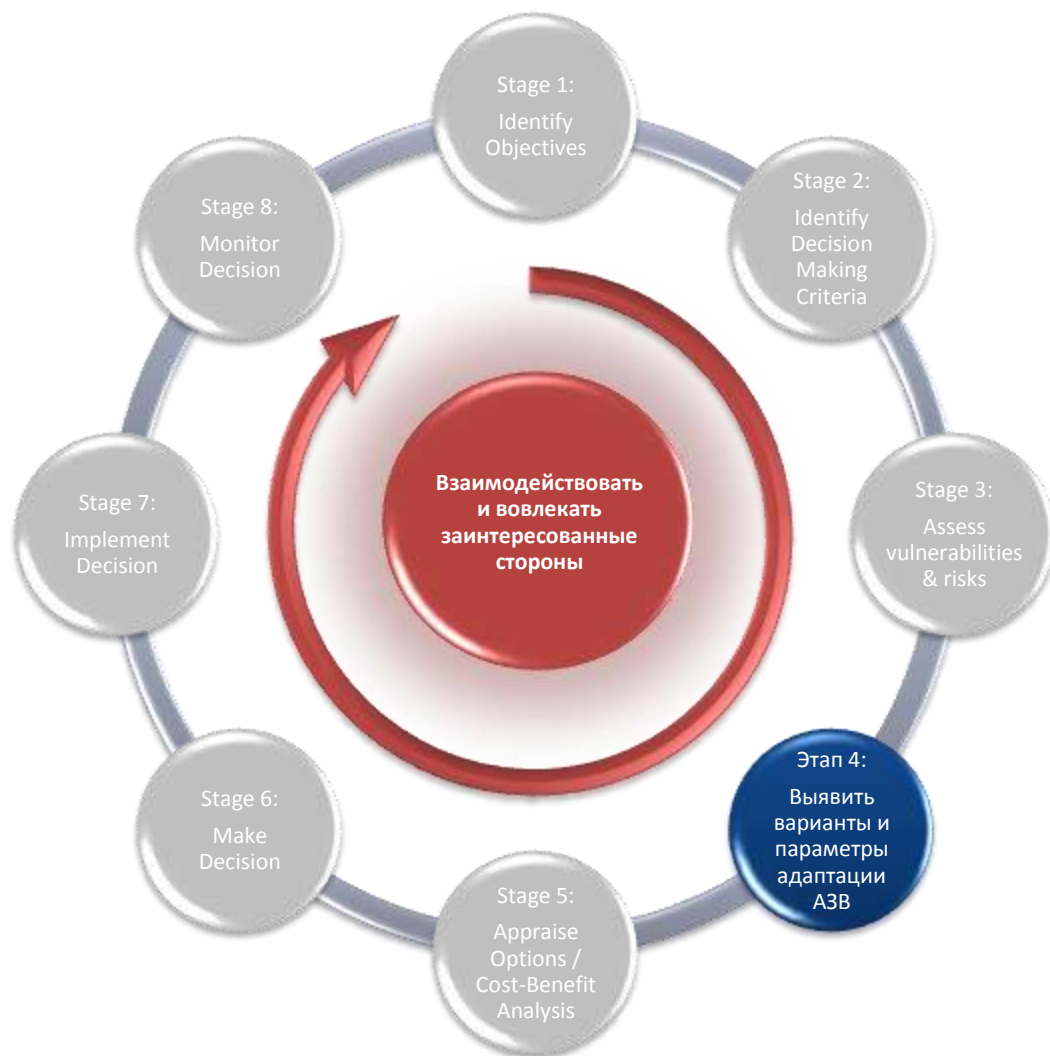 Stage 1:
Identify
Objectives
Stage 2:
Identify
Decision
Making
Criteria
Stage 3:
Assess
vulnerabilities
& risks
Этап 4:
Выявить
варианты и
параметры
адаптации
АЗВ
Stage 5:
Appraise
Options /
Cost-Benefit
Analysis
Stage 6:
Make
Decision
Stage 7:
Implement
Decision
Stage 8:
Monitor
Decision
Взаимодействовать
и вовлекать
заинтересованные
стороны